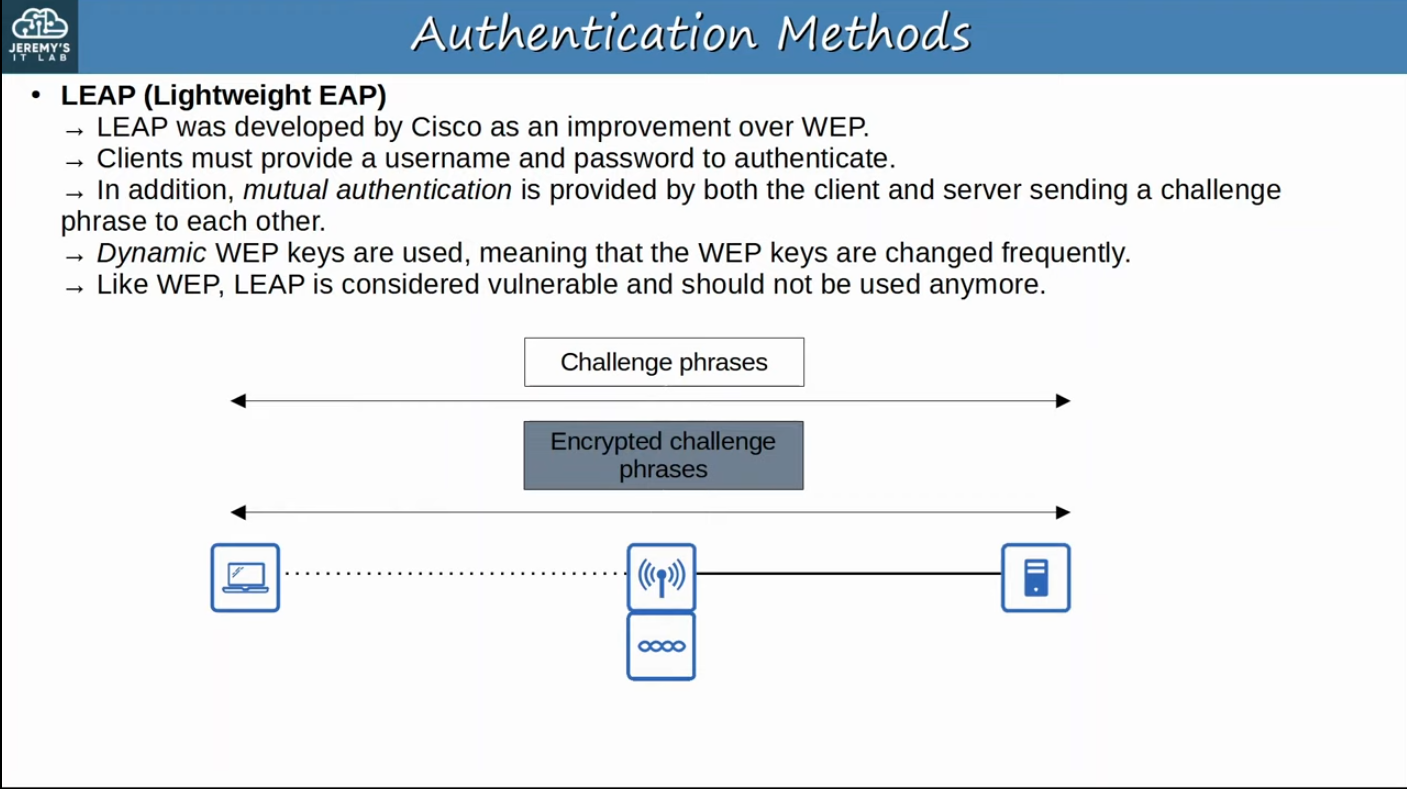 JEREMY'S
IT LAB
Authentication Methods
• LEAP (Lightweight EAP)
→ LEAP was developed by Cisco as an improvement over WEP.
→ Clients must provide a username and password to authenticate.
→ In addition, mutual authentication is provided by both the client and server sending a challenge
phrase to each other.
→ Dynamic WEP keys are used, meaning that the WEP keys are changed frequently.
→ Like WEP, LEAP is considered vulnerable and should not be used anymore.
Challenge phrases
Encrypted challenge
phrases